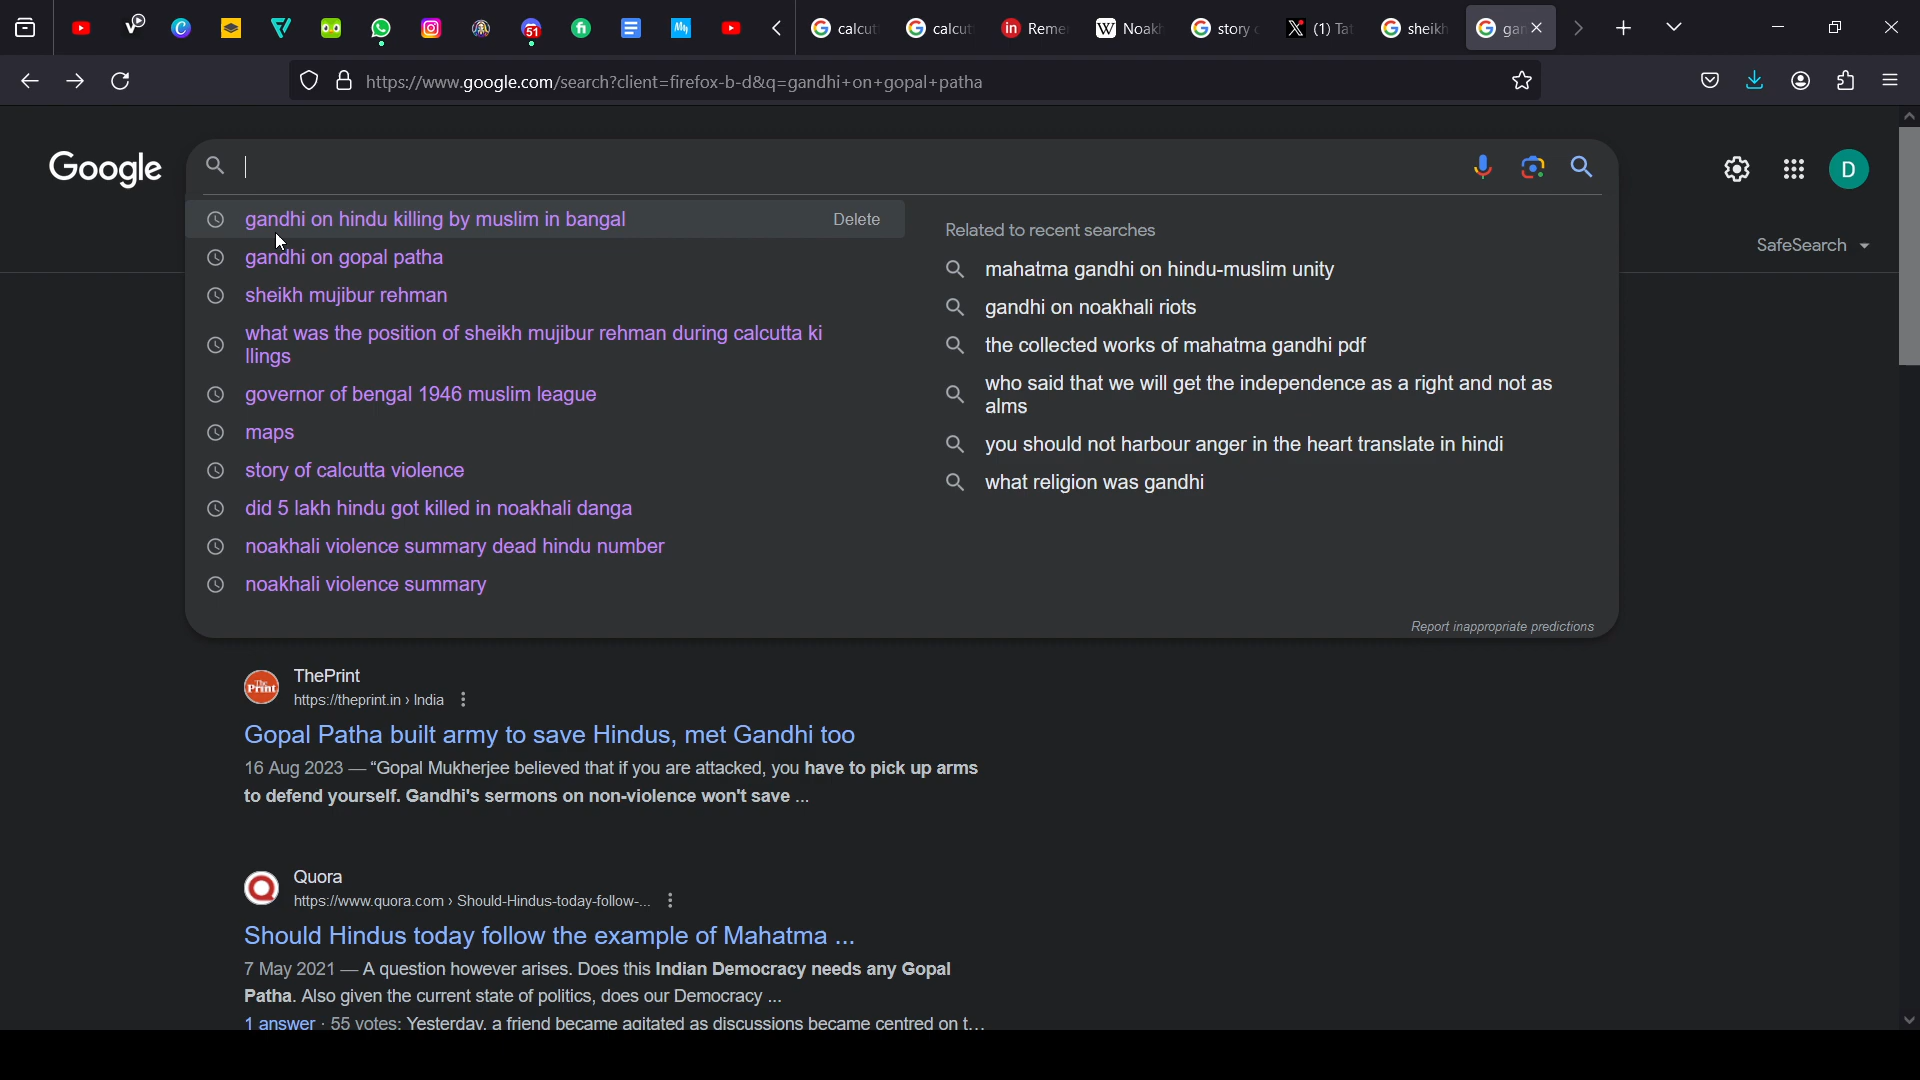 51
calcut
calcut
Reme
Noakh
story c
(1) Tat
sheikh
gan
https://www.google.com/search?client=firefox-b-d&q=gandhi+on+gopal+patha
Google
D
SafeSearch
gandhi on hindu killing by muslim in bangal
Delete
gandhi on gopal patha
sheikh mujibur rehman
what was the position of sheikh mujibur rehman during calcutta ki
llings
governor of bengal 1946 muslim league
maps
story of calcutta violence
did 5 lakh hindu got killed in noakhali danga
noakhali violence summary dead hindu number
noakhali violence summary
Related to recent searches
mahatma gandhi on hindu-muslim unity
gandhi on noakhali riots
the collected works of mahatma gandhi pdf
who said that we will get the independence as a right and not as
alms
you should not harbour anger in the heart translate in hindi
what religion was gandhi
Report inappropriate predictions
The Print
ThePrint
https://theprint.in › India
Gopal Patha built army to save Hindus, met Gandhi too
16 Aug 2023 — “Gopal Mukherjee believed that if you are attacked, you have to pick up arms
to defend yourself. Gandhi's sermons on non-violence won't save ...
Quora
https://www.quora.com › Should-Hindus-today-follow-...
Should Hindus today follow the example of Mahatma ...
7 May 2021 — A question however arises. Does this Indian Democracy needs any Gopal
Patha. Also given the current state of politics, does our Democracy ...
1 answer · 55 votes: Yesterday, a friend became agitated as discussions became centred on t...